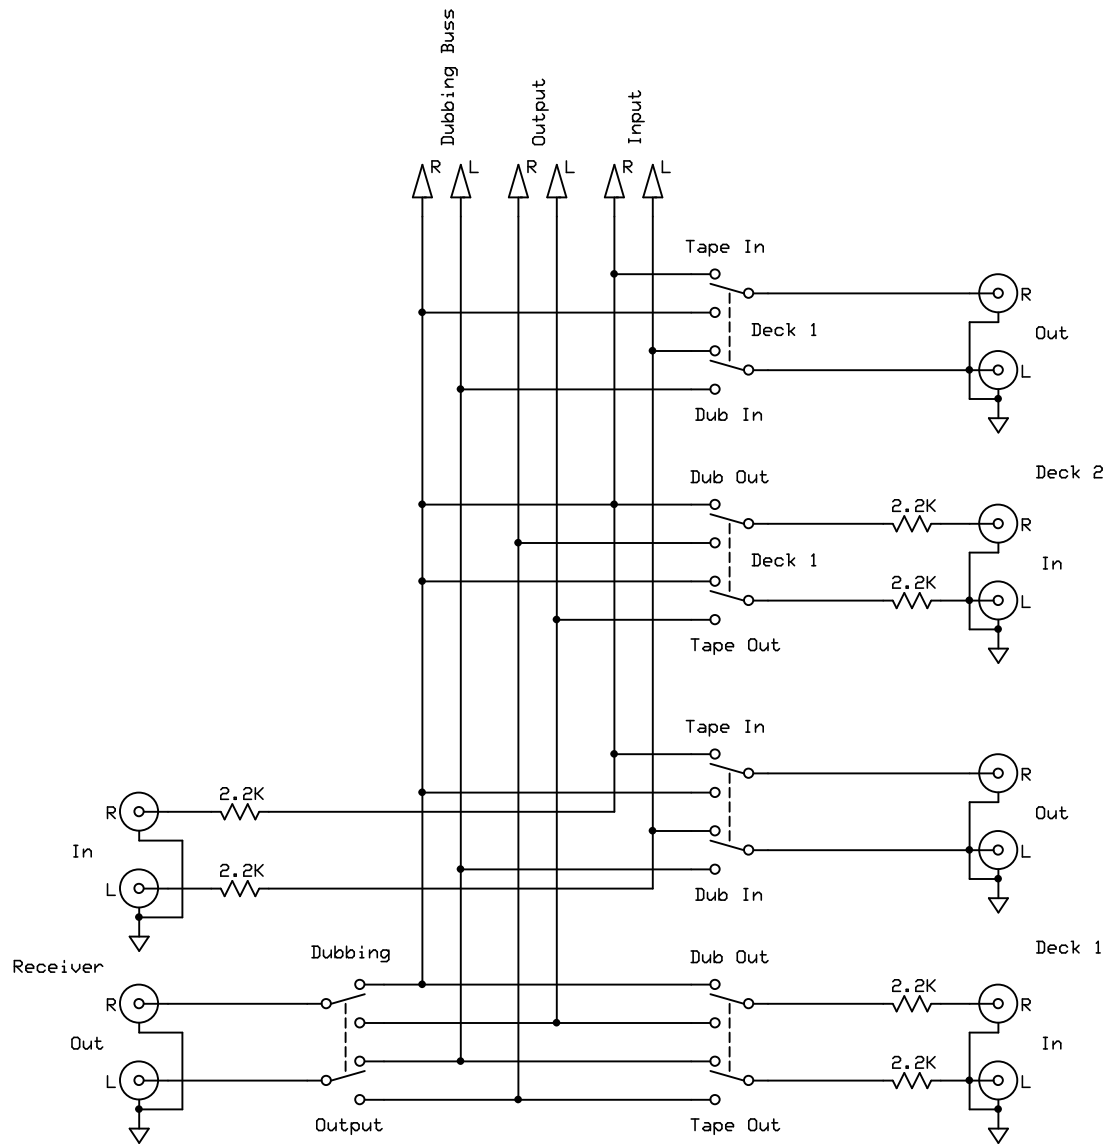 Dubbing Buss
Output
Input
R L R L R L
Tape In
R
Deck 1
Out
L
Dub In
Deck 2
Dub Out
2.2K
R
Deck 1
In
2.2K
L
Tape Out
Tape In
R
2.2K
R
Out
In
2.2K
L
L
Dub In
Receiver
Dubbing
Dub Out
Deck 1
R
2.2K
R
Out
In
L
2.2K
L
Output
Tape Out